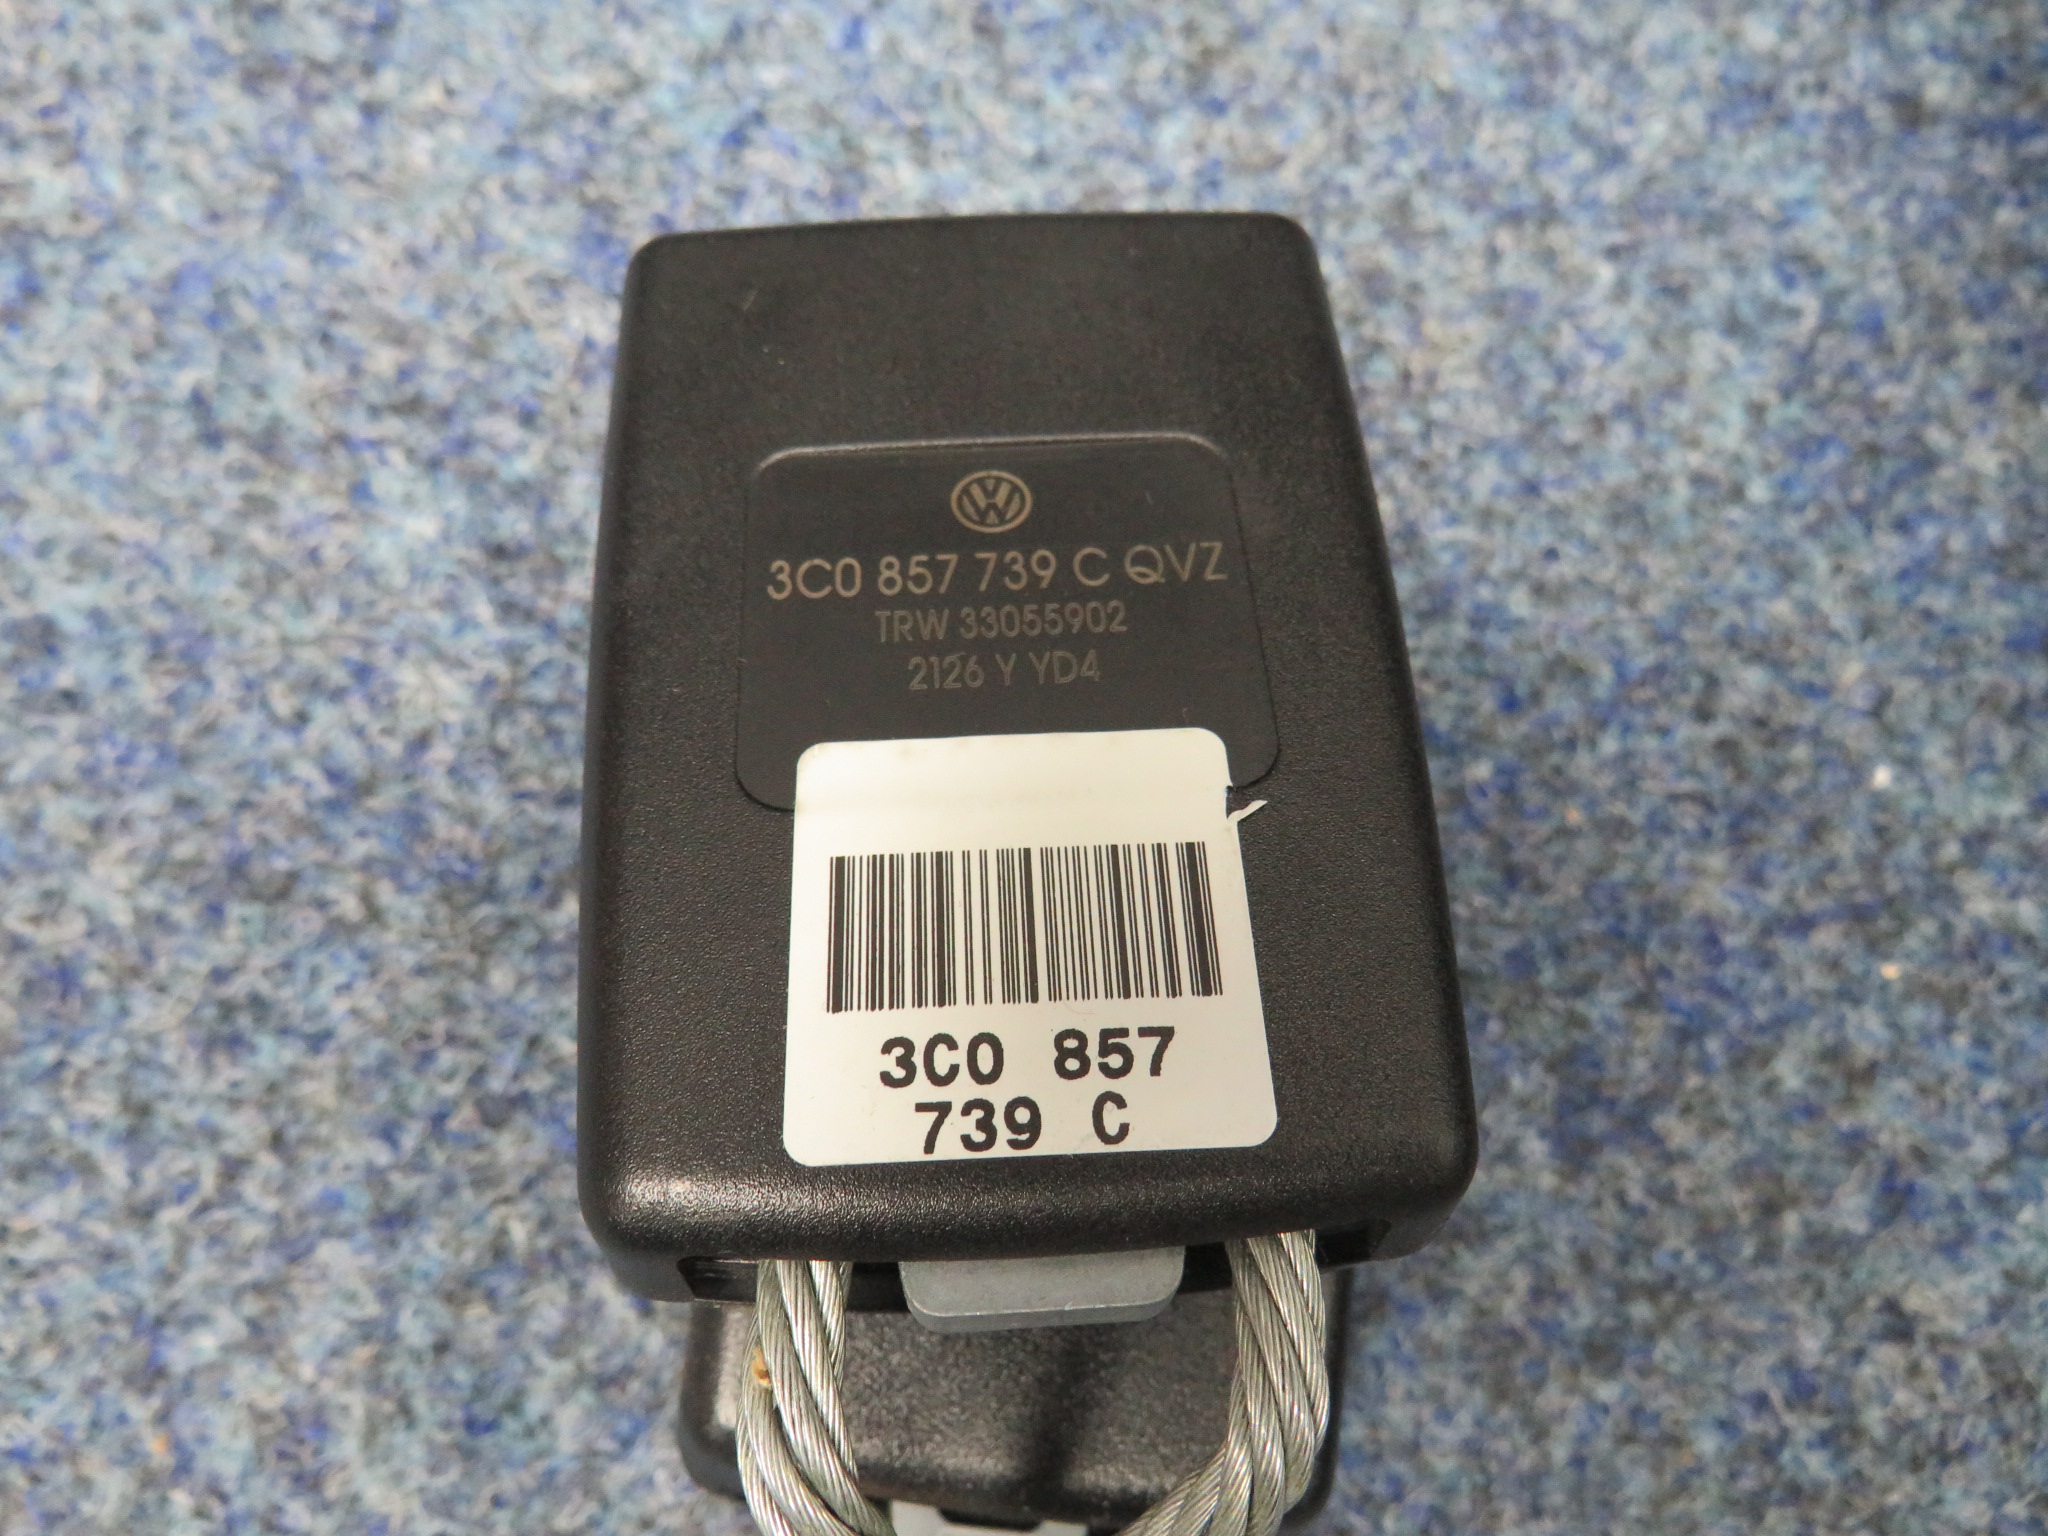 3C0 857 739 C QVZ
TRW 33055902
2126 Y YD4
3C0 857
739 C